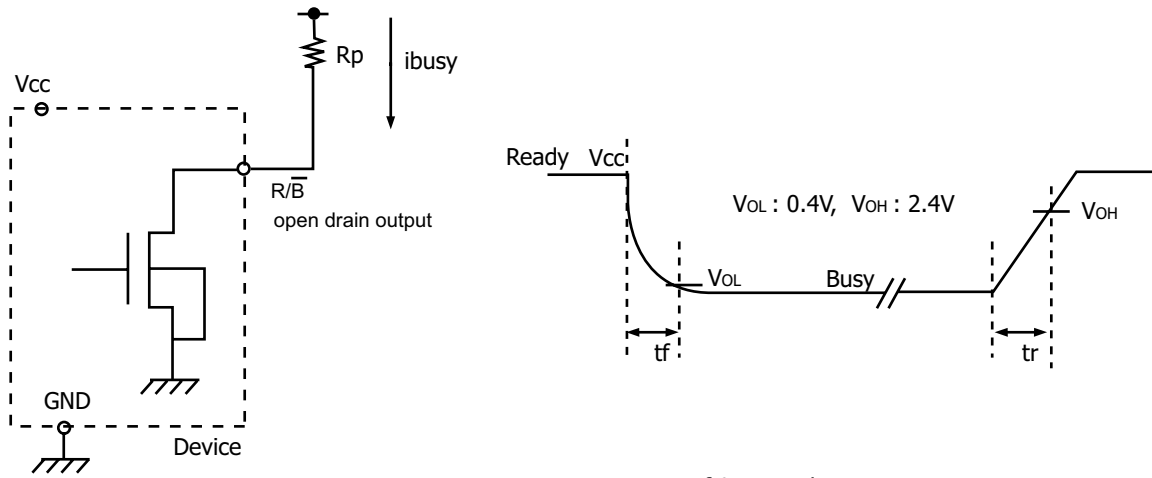 Rp
ibusy
Vcc
R/B̅
open drain output
GND
Device
Ready Vcc
VOL : 0.4V, VOH : 2.4V
VOH
VOL
Busy
tf
tr